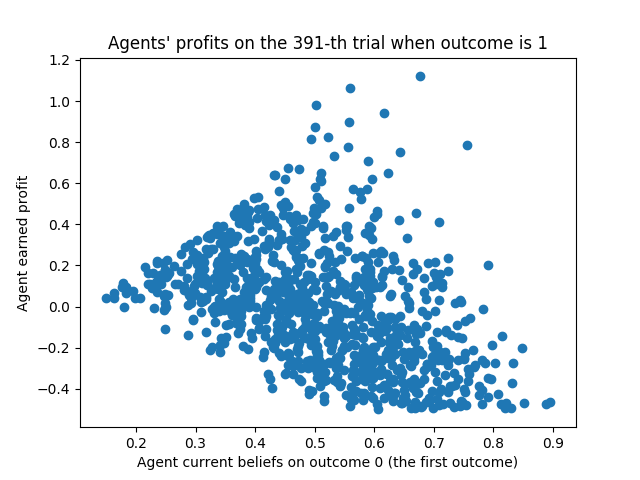 Agents' profits on the 391-th trial when outcome is 1
1.2
1.0
0.8
0.6
0.4
0.2
0.0
−0.2
−0.4
Agent earned profit
0.2 0.3 0.4 0.5 0.6 0.7 0.8 0.9
Agent current beliefs on outcome 0 (the first outcome)